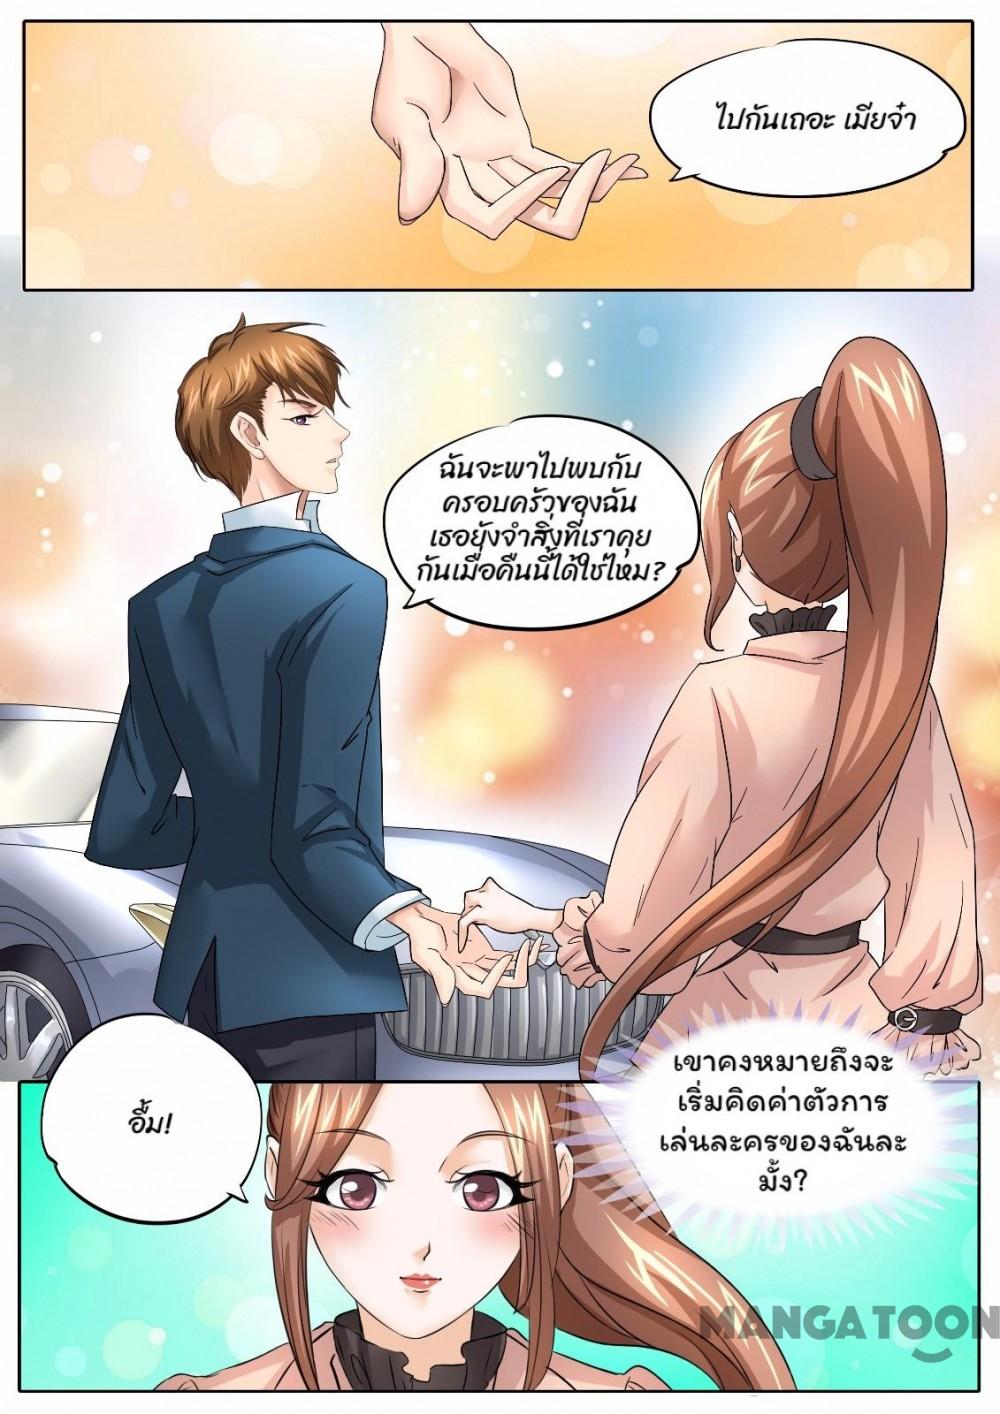 ไปกันเถอะ เมียจ๋า
ฉันจะพาไปพบกับ
ครอบครัวของฉัน
เธอยังจำสิ่งที่เราคุย
กันเมื่อคืนนี้ได้ใช่ไหม?
เขาคงหมายถึงจะ
เริ่มคิดค่าตัวการ
เล่นละครของฉันละ
มั้ง?
อื้ม!
MANGATOON